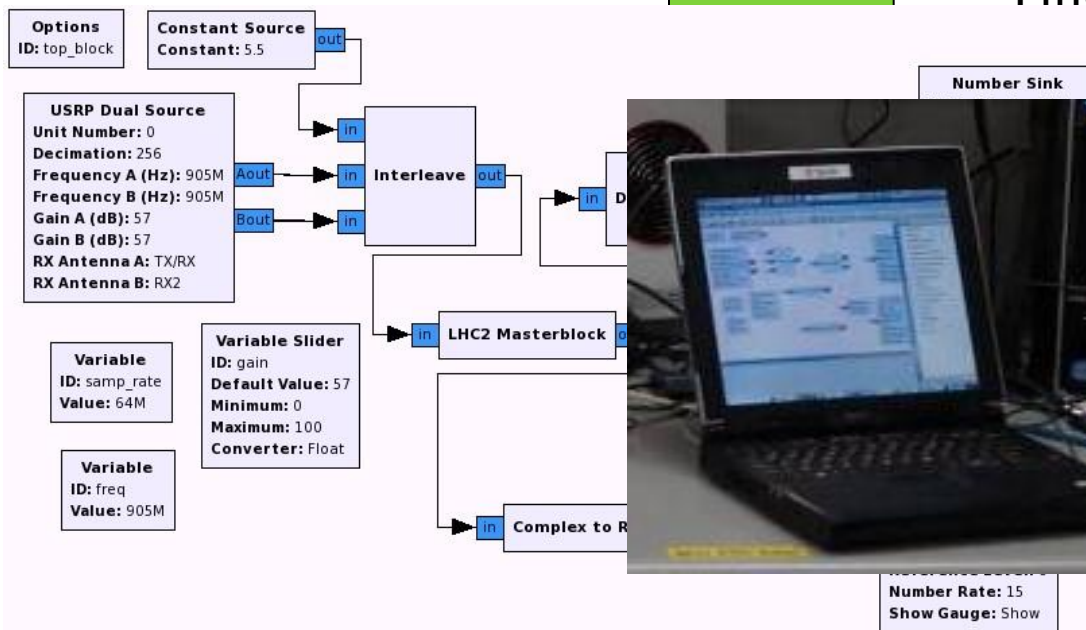 Options
ID: top_block
Constant Source
Constant: 5.5
out
Number Sink
USRP Dual Source
Unit Number: 0
Decimation: 256
Frequency A (Hz): 905M
Frequency B (Hz): 905M
Gain A (dB): 57
Gain B (dB): 57
RX Antenna A: TX/RX
RX Antenna B: RX2
Aout
Bout
in
in
in
Interleave
out
in
D
in
LHC2 Masterblock
Variable
ID: samp_rate
Value: 64M
Variable Slider
ID: gain
Default Value: 57
Minimum: 0
Maximum: 100
Converter: Float
Variable
ID: freq
Value: 905M
in
Complex to R
Number Rate: 15
Show Gauge: Show